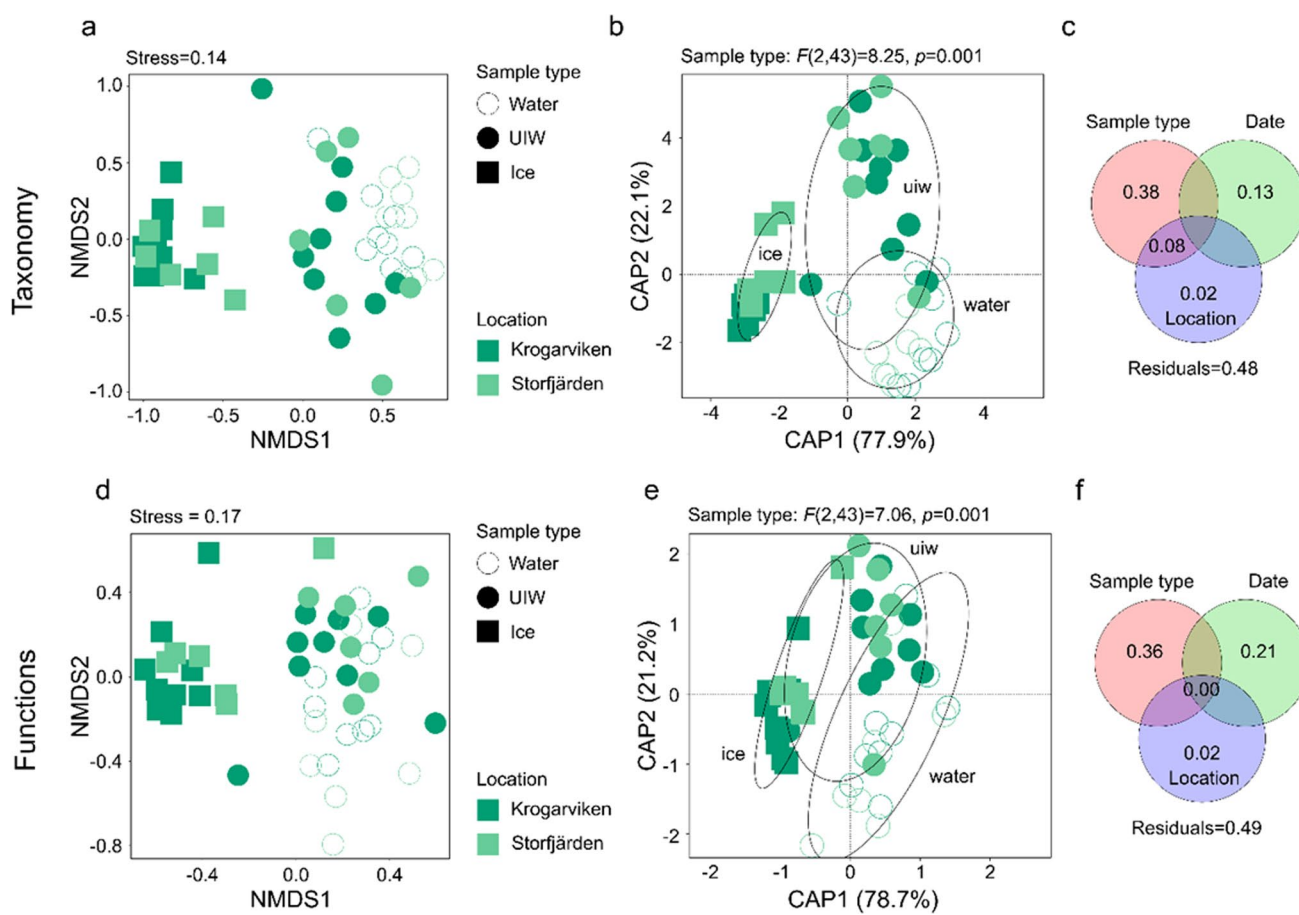 a
Stress=0.14
Taxonomy
NMDS2
1.0
0.5
0.0
-0.5
-1.0
-1.0
-0.5
0.0
0.5
NMDS1
Sample type
Water
UIW
Ice
Location
Krogarviken
Storfjärden
b
Sample type: F(2,43)=8.25, p=0.001
CAP2 (22.1%)
4
2
0
-2
uiw
ice
water
-4
-2
0
2
4
CAP1 (77.9%)
c
Sample type
Date
0.38
0.13
0.08
0.02
Location
Residuals=0.48
d
Stress = 0.17
Functions
NMDS2
0.4
0.0
-0.4
-0.8
-0.4
0.0
0.4
NMDS1
Sample type
Water
UIW
Ice
Location
Krogarviken
Storfjärden
e
Sample type: F(2,43)=7.06, p=0.001
CAP2 (21.2%)
2
1
0
-1
-2
uiw
ice
water
-2
-1
0
1
2
CAP1 (78.7%)
f
Sample type
Date
0.36
0.21
0.00
0.02
Location
Residuals=0.49